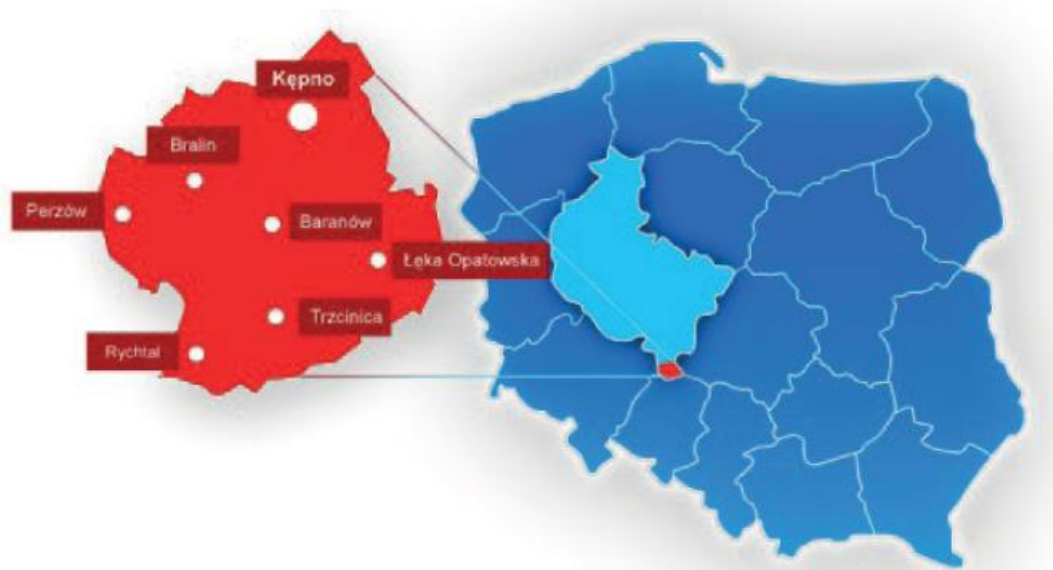 Kępno
Bralin
Perzów
Baranów
Łęka Opatowska
Trzcinica
Rychtal